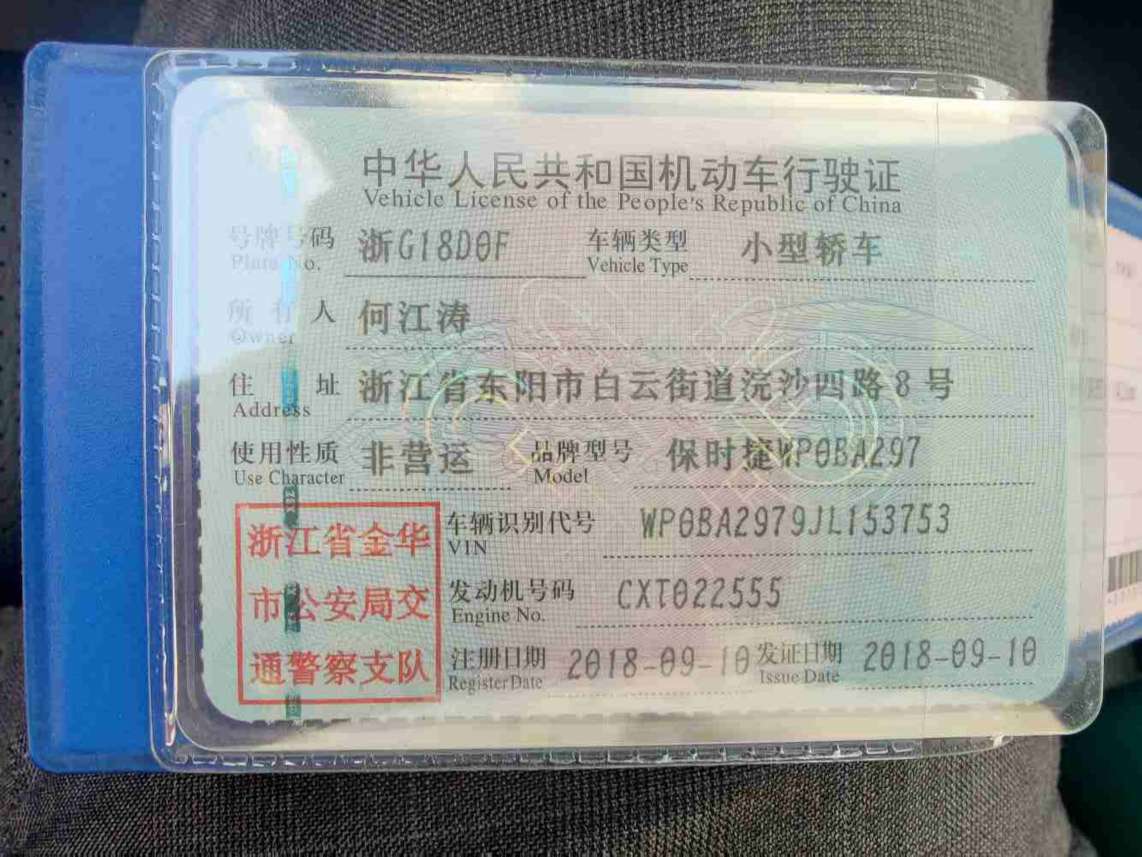 中华人民共和国机动车行驶证
Vehicle License of the People's Republic of China
号牌号码 浙G18D0F 车辆类型 小型轿车
Plate No. Vehicle Type
所有人 何江涛
Owner
住址 浙江省东阳市白云街道浣沙四路8号
Address
使用性质 非营运 品牌型号 保时捷WP0BA297
Use Character Model
浙江省金华 车辆识别代号 WP0BA2979JL153753
VIN
市公安局交 发动机号码 CXT022555
Engine No.
通警察支队 注册日期 2018-09-10 发证日期 2018-09-10
Register Date Issue Date